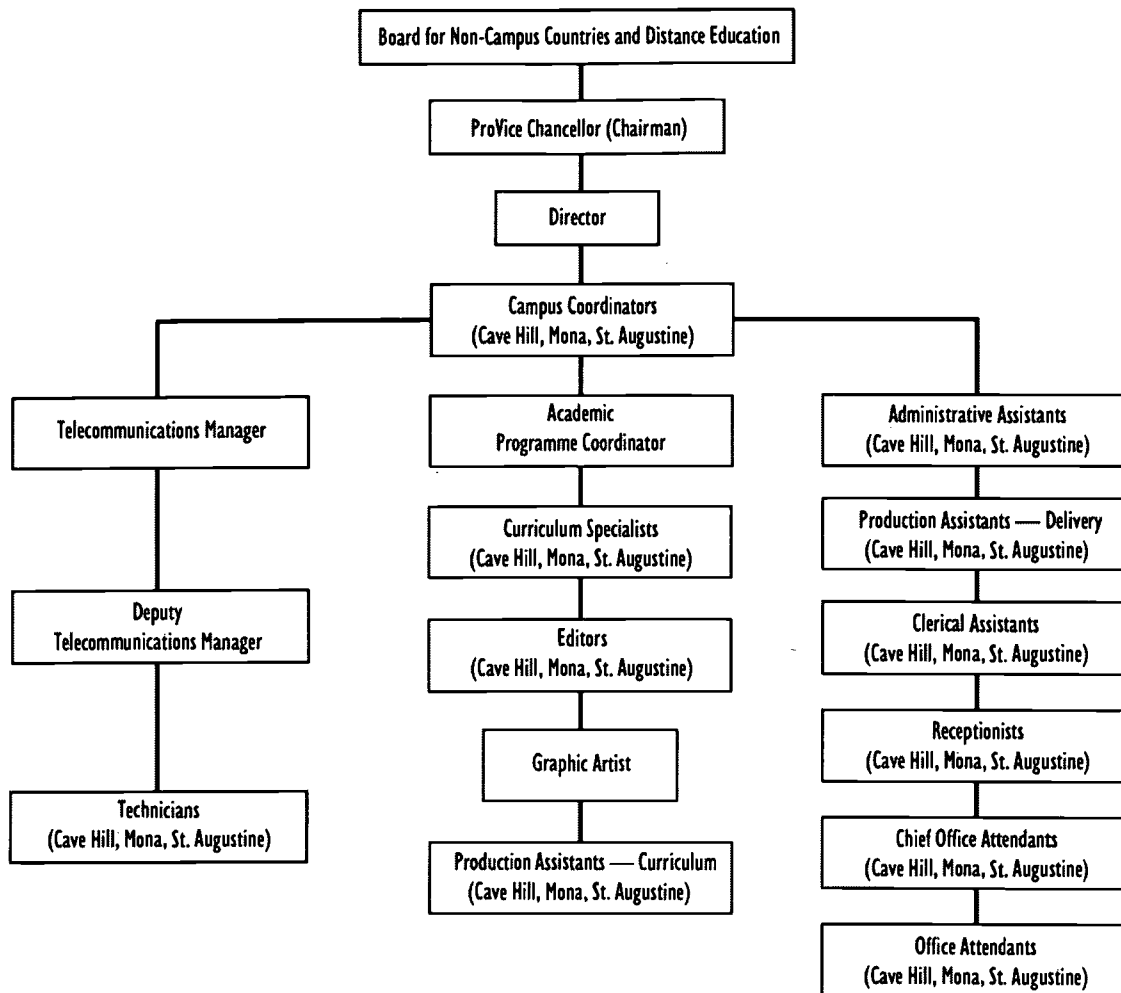 Board for Non-Campus Countries and Distance Education
ProVice Chancellor (Chairman)
Director
Campus Coordinators
(Cave Hill, Mona, St. Augustine)
Telecommunications Manager
Deputy
Telecommunications Manager
Technicians
(Cave Hill, Mona, St. Augustine)
Academic
Programme Coordinator
Curriculum Specialists
(Cave Hill, Mona, St. Augustine)
Editors
(Cave Hill, Mona, St. Augustine)
Graphic Artist
Production Assistants — Curriculum
(Cave Hill, Mona, St. Augustine)
Administrative Assistants
(Cave Hill, Mona, St. Augustine)
Production Assistants — Delivery
(Cave Hill, Mona, St. Augustine)
Clerical Assistants
(Cave Hill, Mona, St. Augustine)
Receptionists
(Cave Hill, Mona, St. Augustine)
Chief Office Attendants
(Cave Hill, Mona, St. Augustine)
Office Attendants
(Cave Hill, Mona, St. Augustine)